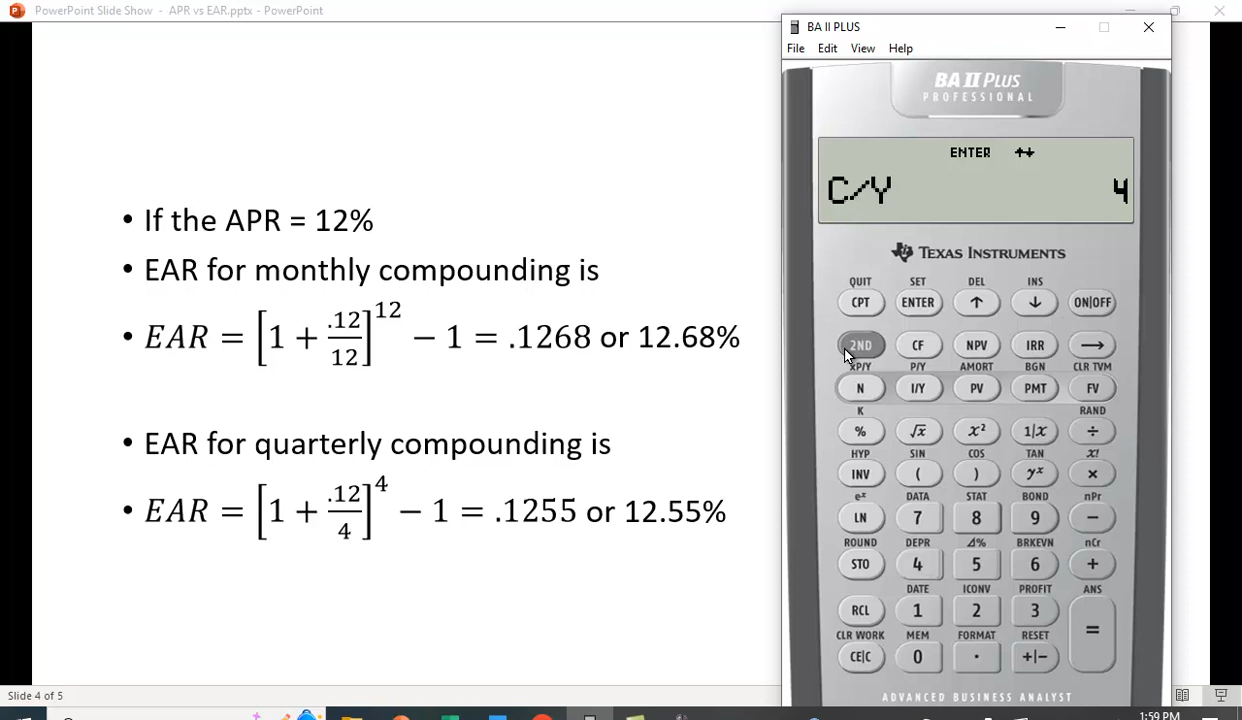 PowerPoint Slide Show - APR vs EAR.pptx - PowerPoint
• If the APR = 12%
• EAR for monthly compounding is
• EAR = [1 + .12/12]^12 − 1 = .1268 or 12.68%
• EAR for quarterly compounding is
• EAR = [1 + .12/4]^4 − 1 = .1255 or 12.55%
Slide 4 of 5
BA II PLUS
File Edit View Help
BA II PLUS
PROFESSIONAL
ENTER ↑↓
C/Y 4
TEXAS INSTRUMENTS
QUIT SET DEL INS
CPT ENTER ↑ ↓ ON|OFF
2ND CF NPV IRR →
xP/Y P/Y AMORT BGN CLR TVM
N I/Y PV PMT FV
K RAND
% √x x² 1/x ÷
HYP SIN COS TAN x!
INV ( ) yˣ ×
eˣ DATA STAT BOND nPr
LN 7 8 9 −
ROUND DEPR Δ% BRKEVN nCr
STO 4 5 6 +
DATE ICONV PROFIT ANS
RCL 1 2 3 =
CLR WORK MEM FORMAT RESET
CE|C 0 . +|−
ADVANCED BUSINESS ANALYST
1:59 PM